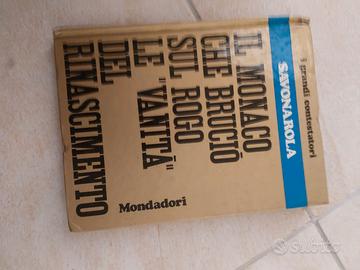 i grandi contestatori
SAVONAROLA
IL MONACO
CHE BRUCIÒ
SUL ROGO
LE "VANITÀ"
DEL
RINASCIMENTO
Mondadori
Subito